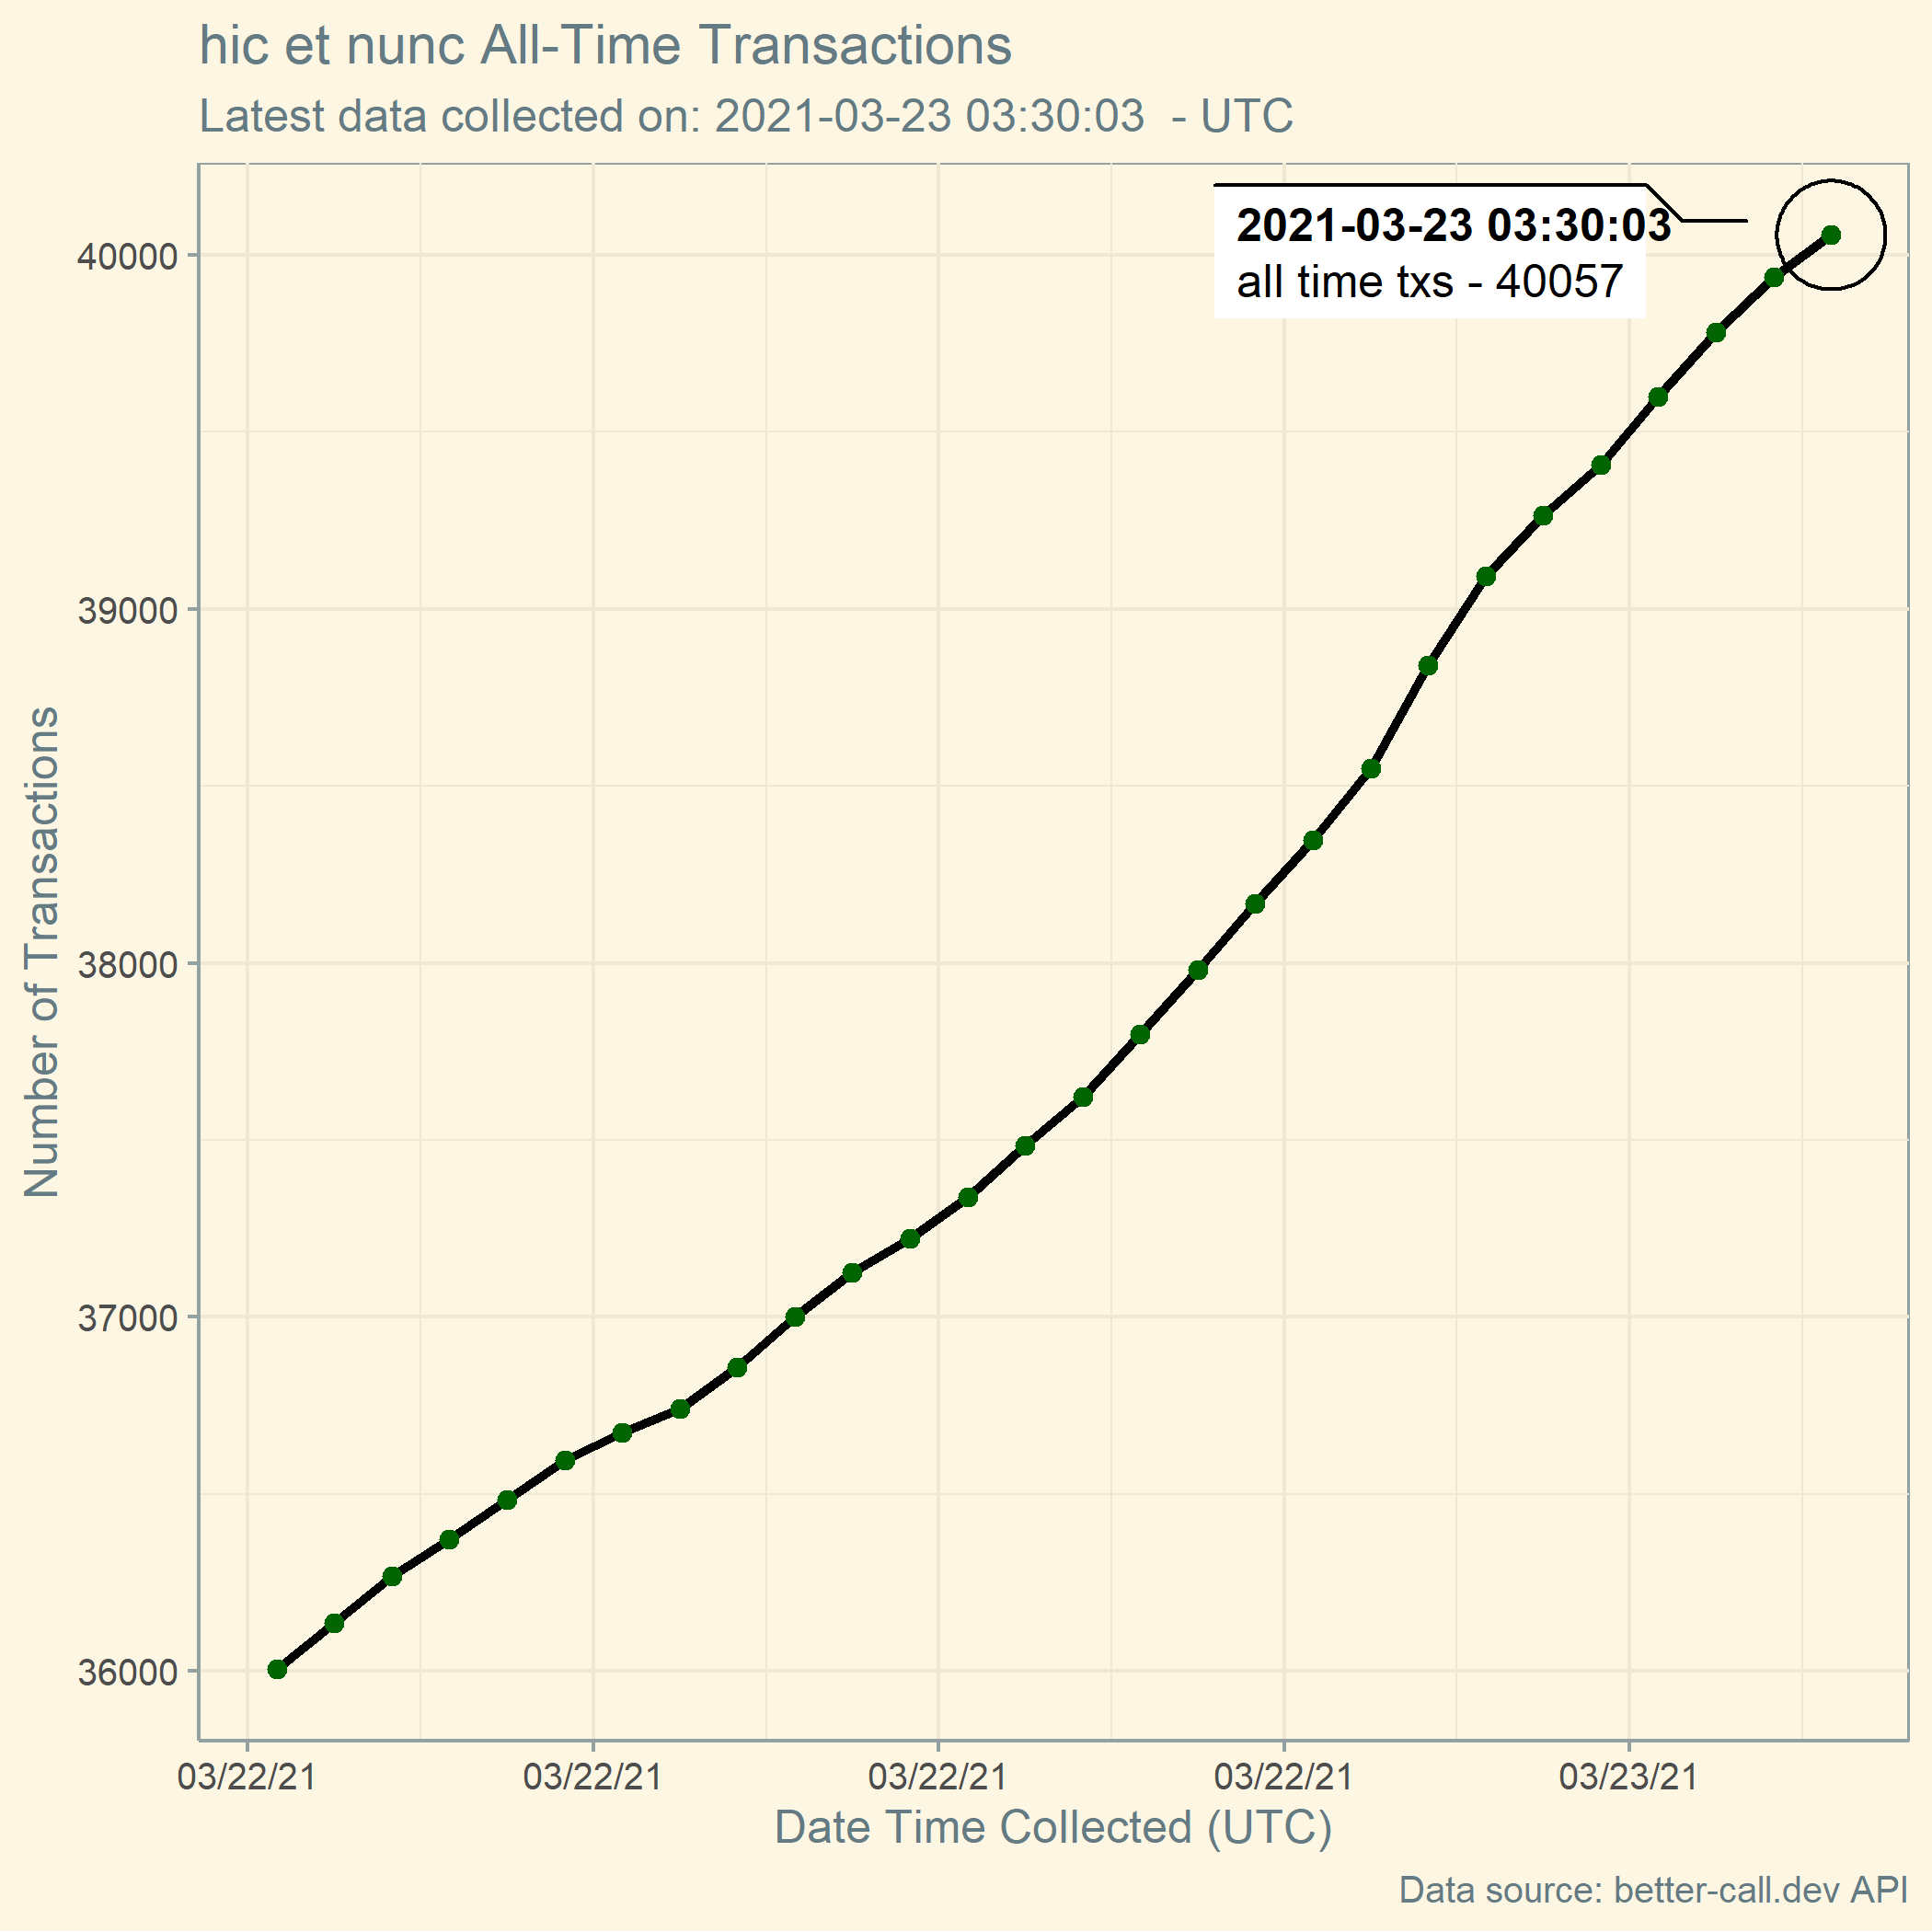 hic et nunc All-Time Transactions
Latest data collected on: 2021-03-23 03:30:03  - UTC
2021-03-23 03:30:03
all time txs - 40057
40000
39000
38000
37000
36000
Number of Transactions
03/22/21 03/22/21 03/22/21 03/22/21 03/23/21
Date Time Collected (UTC)
Data source: better-call.dev API